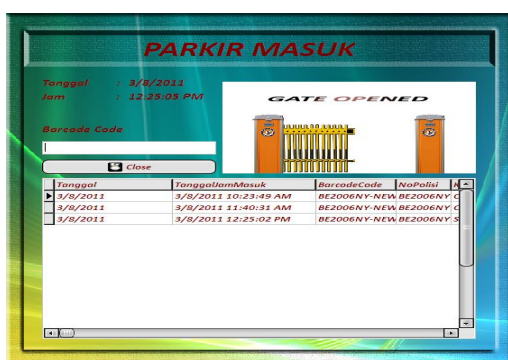 PARKIR MASUK
Tanggal : 3/8/2011
Jam : 12:25:05 PM
GATE OPENED
Barcode Code
Close
Tanggal TanggalJamMasuk BarcodeCode NoPolisi
3/8/2011 3/8/2011 10:23:49 AM BE2006NY-NEW BE2006NY
3/8/2011 3/8/2011 11:40:31 AM BE2006NY-NEW BE2006NY
3/8/2011 3/8/2011 12:25:02 PM BE2006NY-NEW BE2006NY S